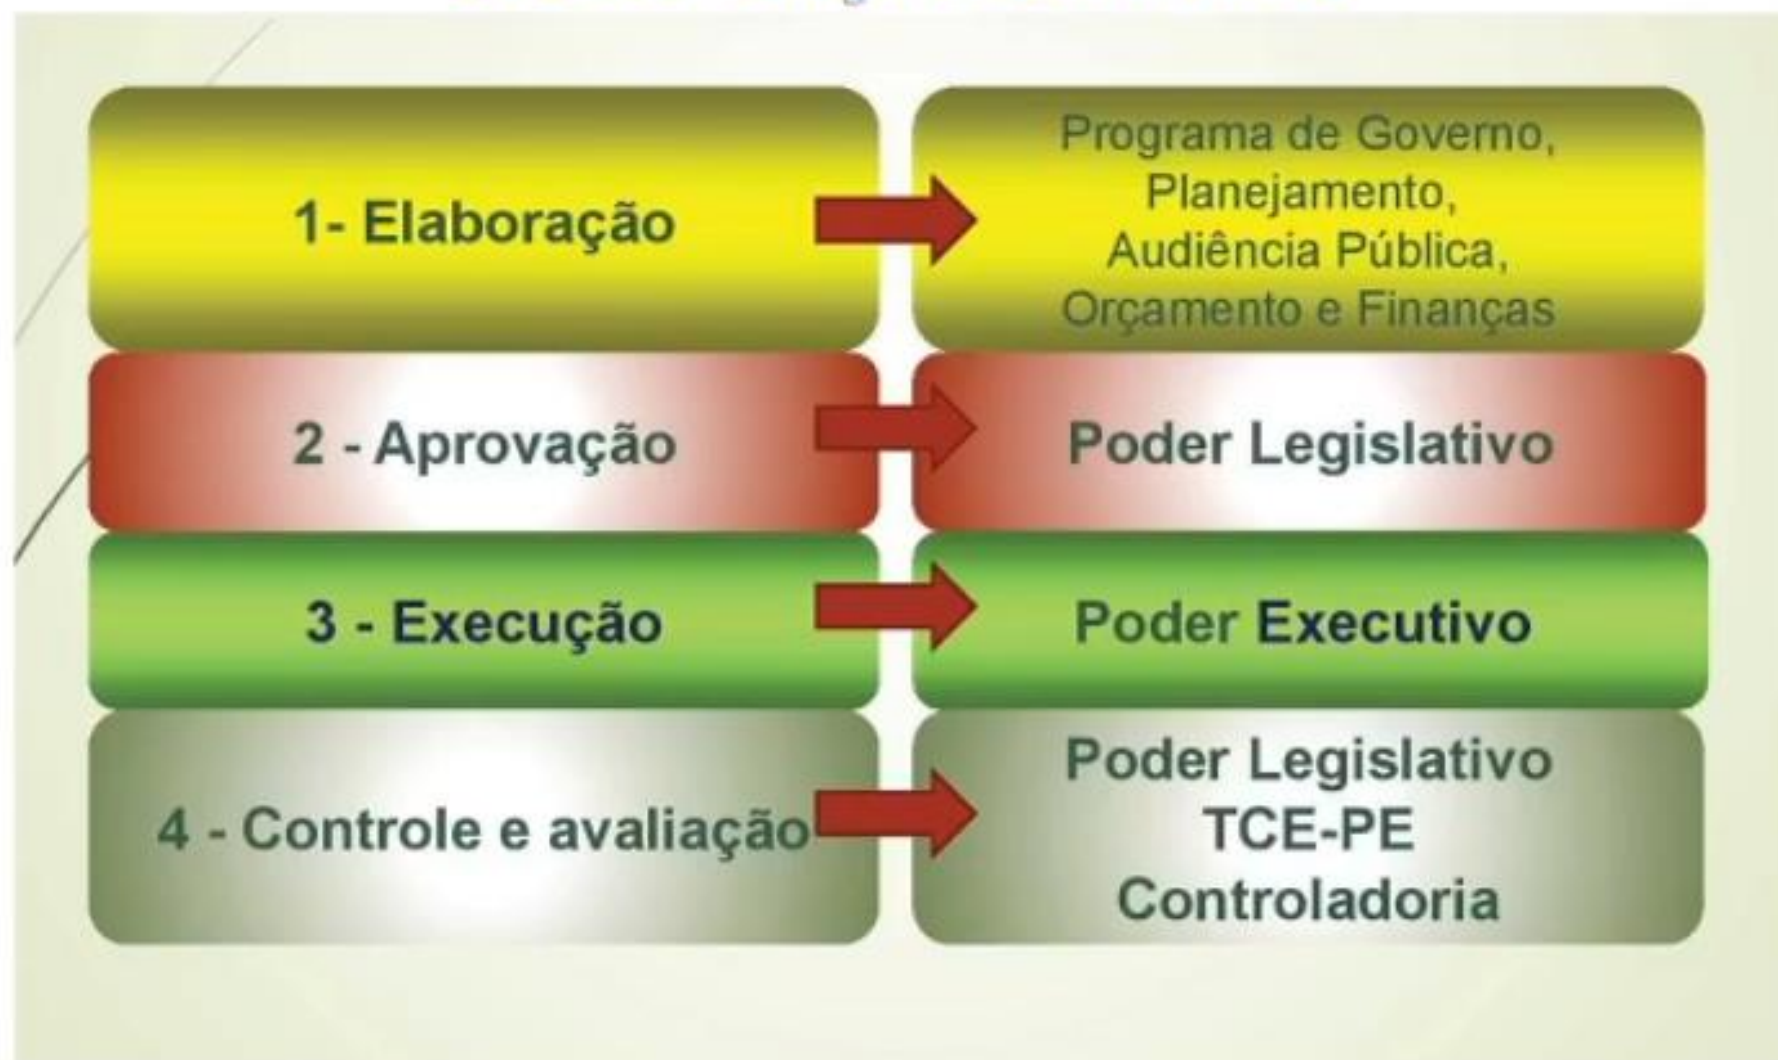 1- Elaboração
Programa de Governo,
Planejamento,
Audiência Pública,
Orçamento e Finanças
2 - Aprovação
Poder Legislativo
3 - Execução
Poder Executivo
4 - Controle e avaliação
Poder Legislativo
TCE-PE
Controladoria